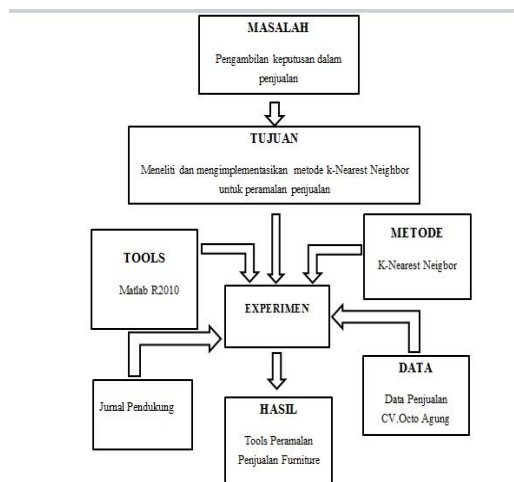 MASALAH
Pengambilan keputusan dalam
penjualan
TUJUAN
Meneliti dan mengimplementasikan metode k-Nearest Neighbor
untuk peramalan penjualan
TOOLS
Matlab R2010
METODE
K-Nearest Neigbor
EXPERIMEN
Jurnal Pendukung
DATA
Data Penjualan
CV.Octo Agung
HASIL
Tools Peramalan
Penjualan Furniture